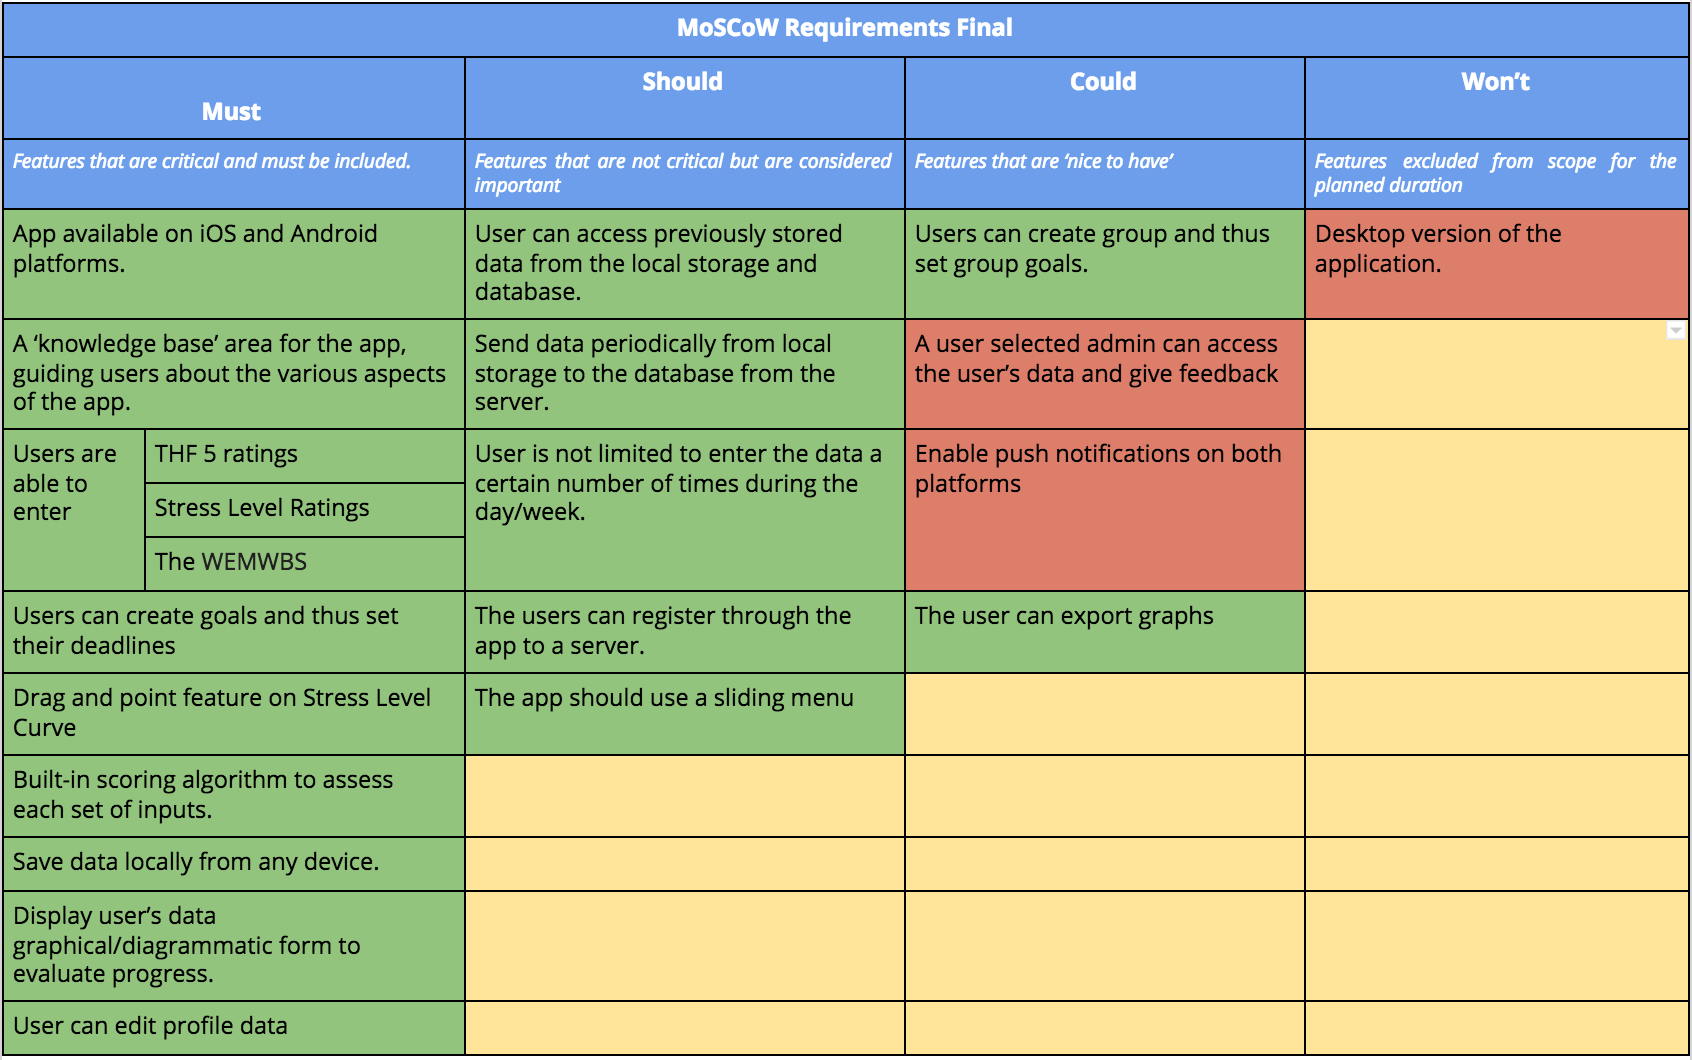 MoSCoW Requirements Final
Must
Should
Could
Won’t
Features that are critical and must be included.
Features that are not critical but are considered
important
Features that are ‘nice to have’
Features excluded from scope for the
planned duration
App available on iOS and Android
platforms.
User can access previously stored
data from the local storage and
database.
Users can create group and thus
set group goals.
Desktop version of the
application.
A ‘knowledge base’ area for the app,
guiding users about the various aspects
of the app.
Send data periodically from local
storage to the database from the
server.
A user selected admin can access
the user’s data and give feedback
Users are
able to
enter
THF 5 ratings
Stress Level Ratings
The WEMWBS
User is not limited to enter the data a
certain number of times during the
day/week.
Enable push notifications on both
platforms
Users can create goals and thus set
their deadlines
The users can register through the
app to a server.
The user can export graphs
Drag and point feature on Stress Level
Curve
The app should use a sliding menu
Built-in scoring algorithm to assess
each set of inputs.
Save data locally from any device.
Display user’s data
graphical/diagrammatic form to
evaluate progress.
User can edit profile data